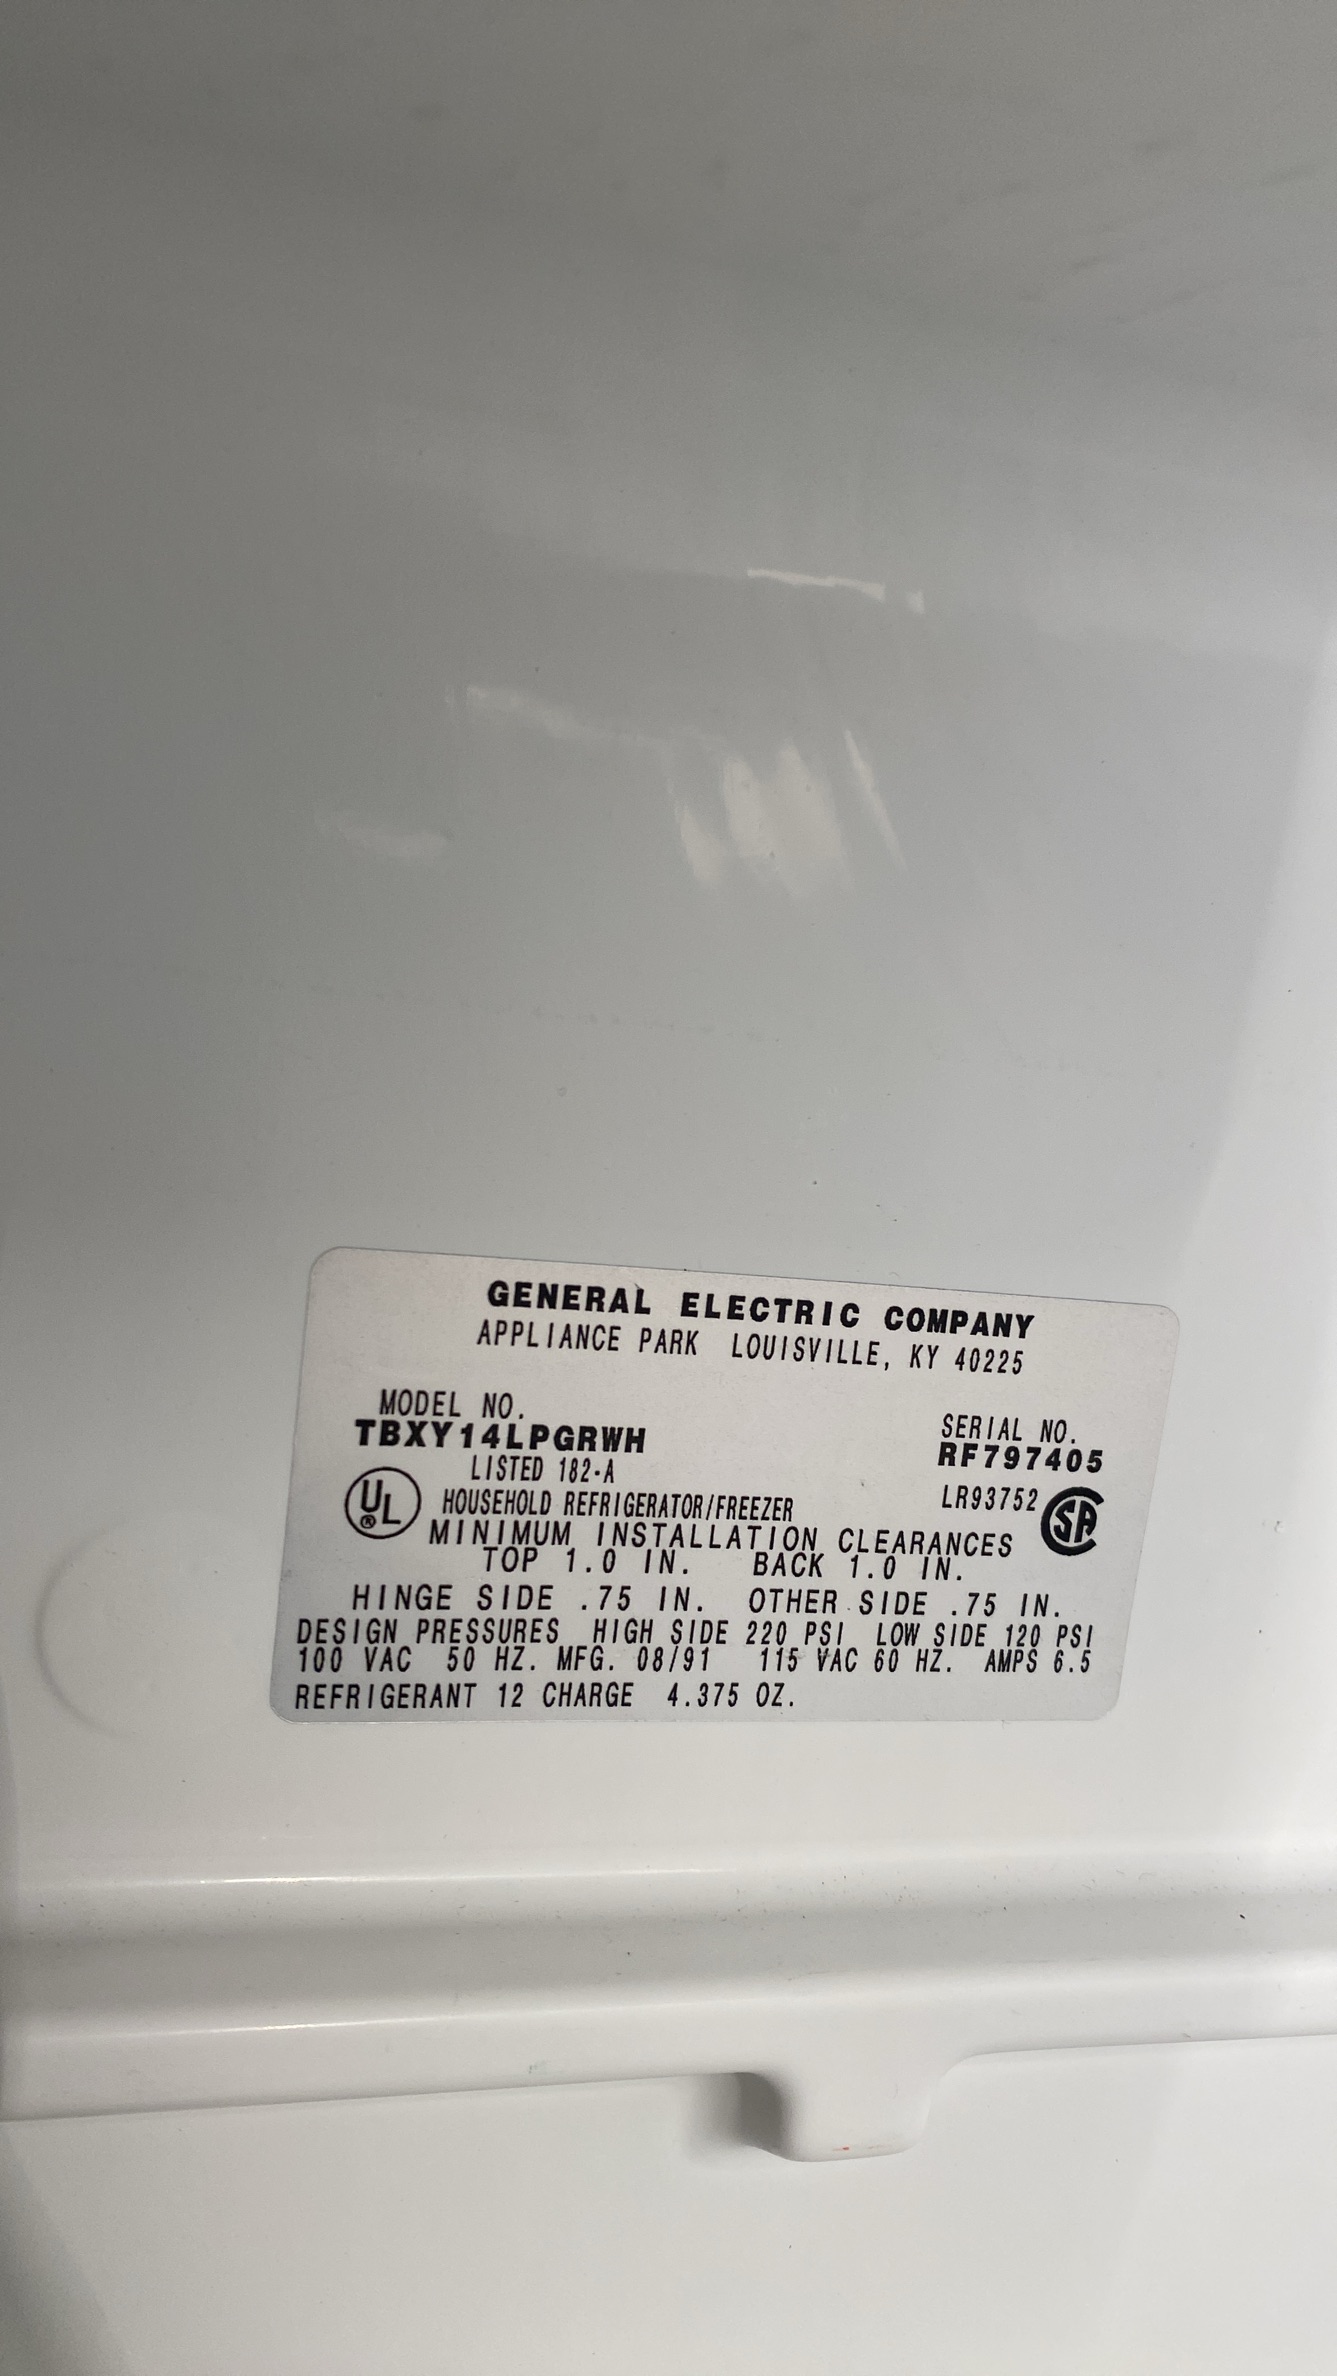 GENERAL ELECTRIC COMPANY
APPLIANCE PARK LOUISVILLE, KY 40225
MODEL NO.
TBXY14LPGRWH
SERIAL NO.
RF797405
LISTED 182-A
UL ®
HOUSEHOLD REFRIGERATOR/FREEZER
LR93752 SA
MINIMUM INSTALLATION CLEARANCES
TOP 1.0 IN. BACK 1.0 IN.
HINGE SIDE .75 IN. OTHER SIDE .75 IN.
DESIGN PRESSURES HIGH SIDE 220 PSI LOW SIDE 120 PSI
100 VAC 50 HZ. MFG. 08/91 115 VAC 60 HZ. AMPS 6.5
REFRIGERANT 12 CHARGE 4.375 OZ.